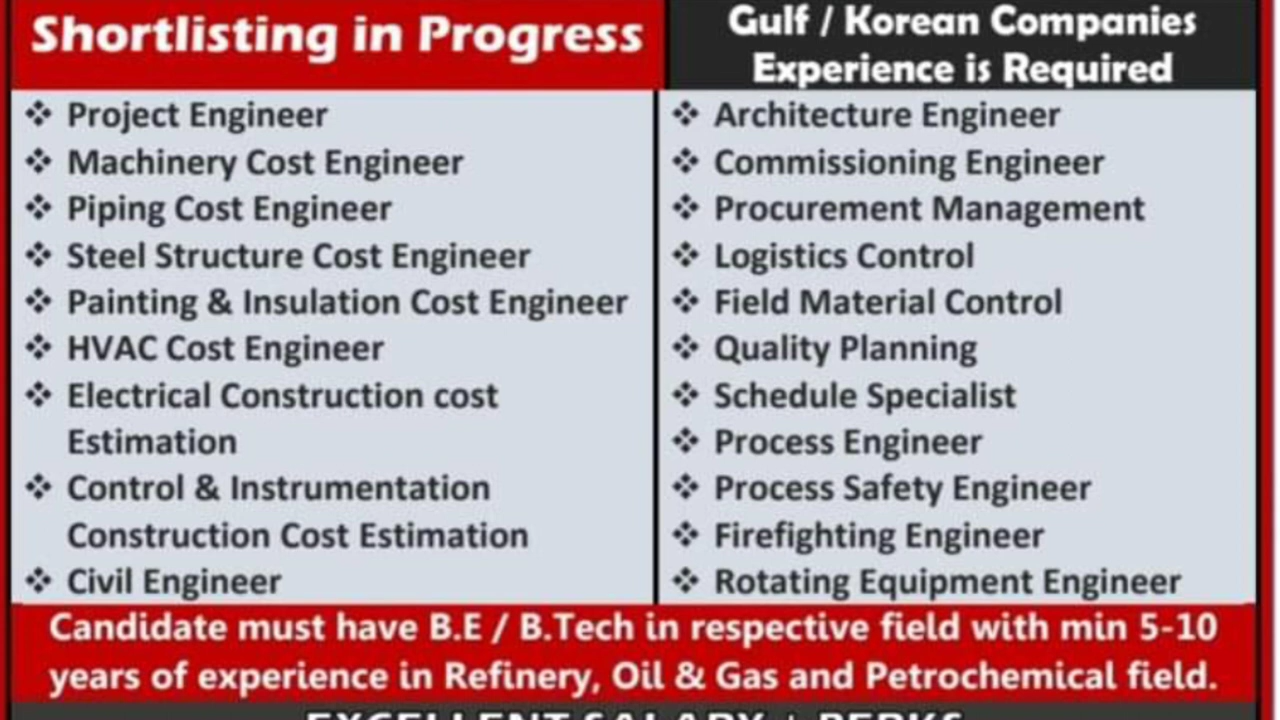 Shortlisting in Progress
Gulf / Korean Companies
Experience is Required
❖ Project Engineer
❖ Machinery Cost Engineer
❖ Piping Cost Engineer
❖ Steel Structure Cost Engineer
❖ Painting & Insulation Cost Engineer
❖ HVAC Cost Engineer
❖ Electrical Construction cost
Estimation
❖ Control & Instrumentation
Construction Cost Estimation
❖ Civil Engineer
❖ Architecture Engineer
❖ Commissioning Engineer
❖ Procurement Management
❖ Logistics Control
❖ Field Material Control
❖ Quality Planning
❖ Schedule Specialist
❖ Process Engineer
❖ Process Safety Engineer
❖ Firefighting Engineer
❖ Rotating Equipment Engineer
Candidate must have B.E / B.Tech in respective field with min 5-10
years of experience in Refinery, Oil & Gas and Petrochemical field.
EXCELLENT SALARY + PERKS